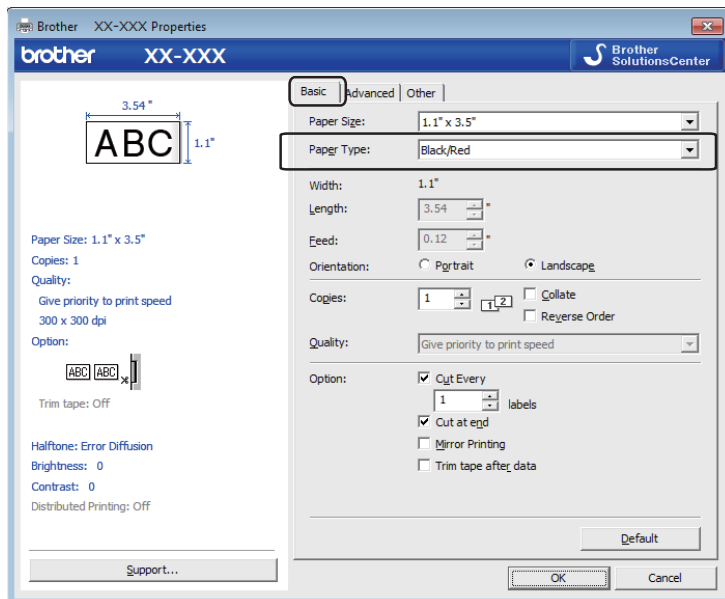 Brother XX-XXX Properties
brother XX-XXX
Brother SolutionsCenter
3.54 "
ABC
1.1"
Paper Size: 1.1" x 3.5"
Copies: 1
Quality:
Give priority to print speed
300 x 300 dpi
Option:
ABC ABC
Trim tape: Off
Halftone: Error Diffusion
Brightness: 0
Contrast: 0
Distributed Printing: Off
Support...
Basic Advanced Other
Paper Size: 1.1" x 3.5"
Paper Type: Black/Red
Width: 1.1"
Length: 3.54 "
Feed: 0.12 "
Orientation: Portrait Landscape
Copies: 1 1 2 Collate
Reverse Order
Quality: Give priority to print speed
Option: Cut Every
1 labels
Cut at end
Mirror Printing
Trim tape after data
Default
OK Cancel